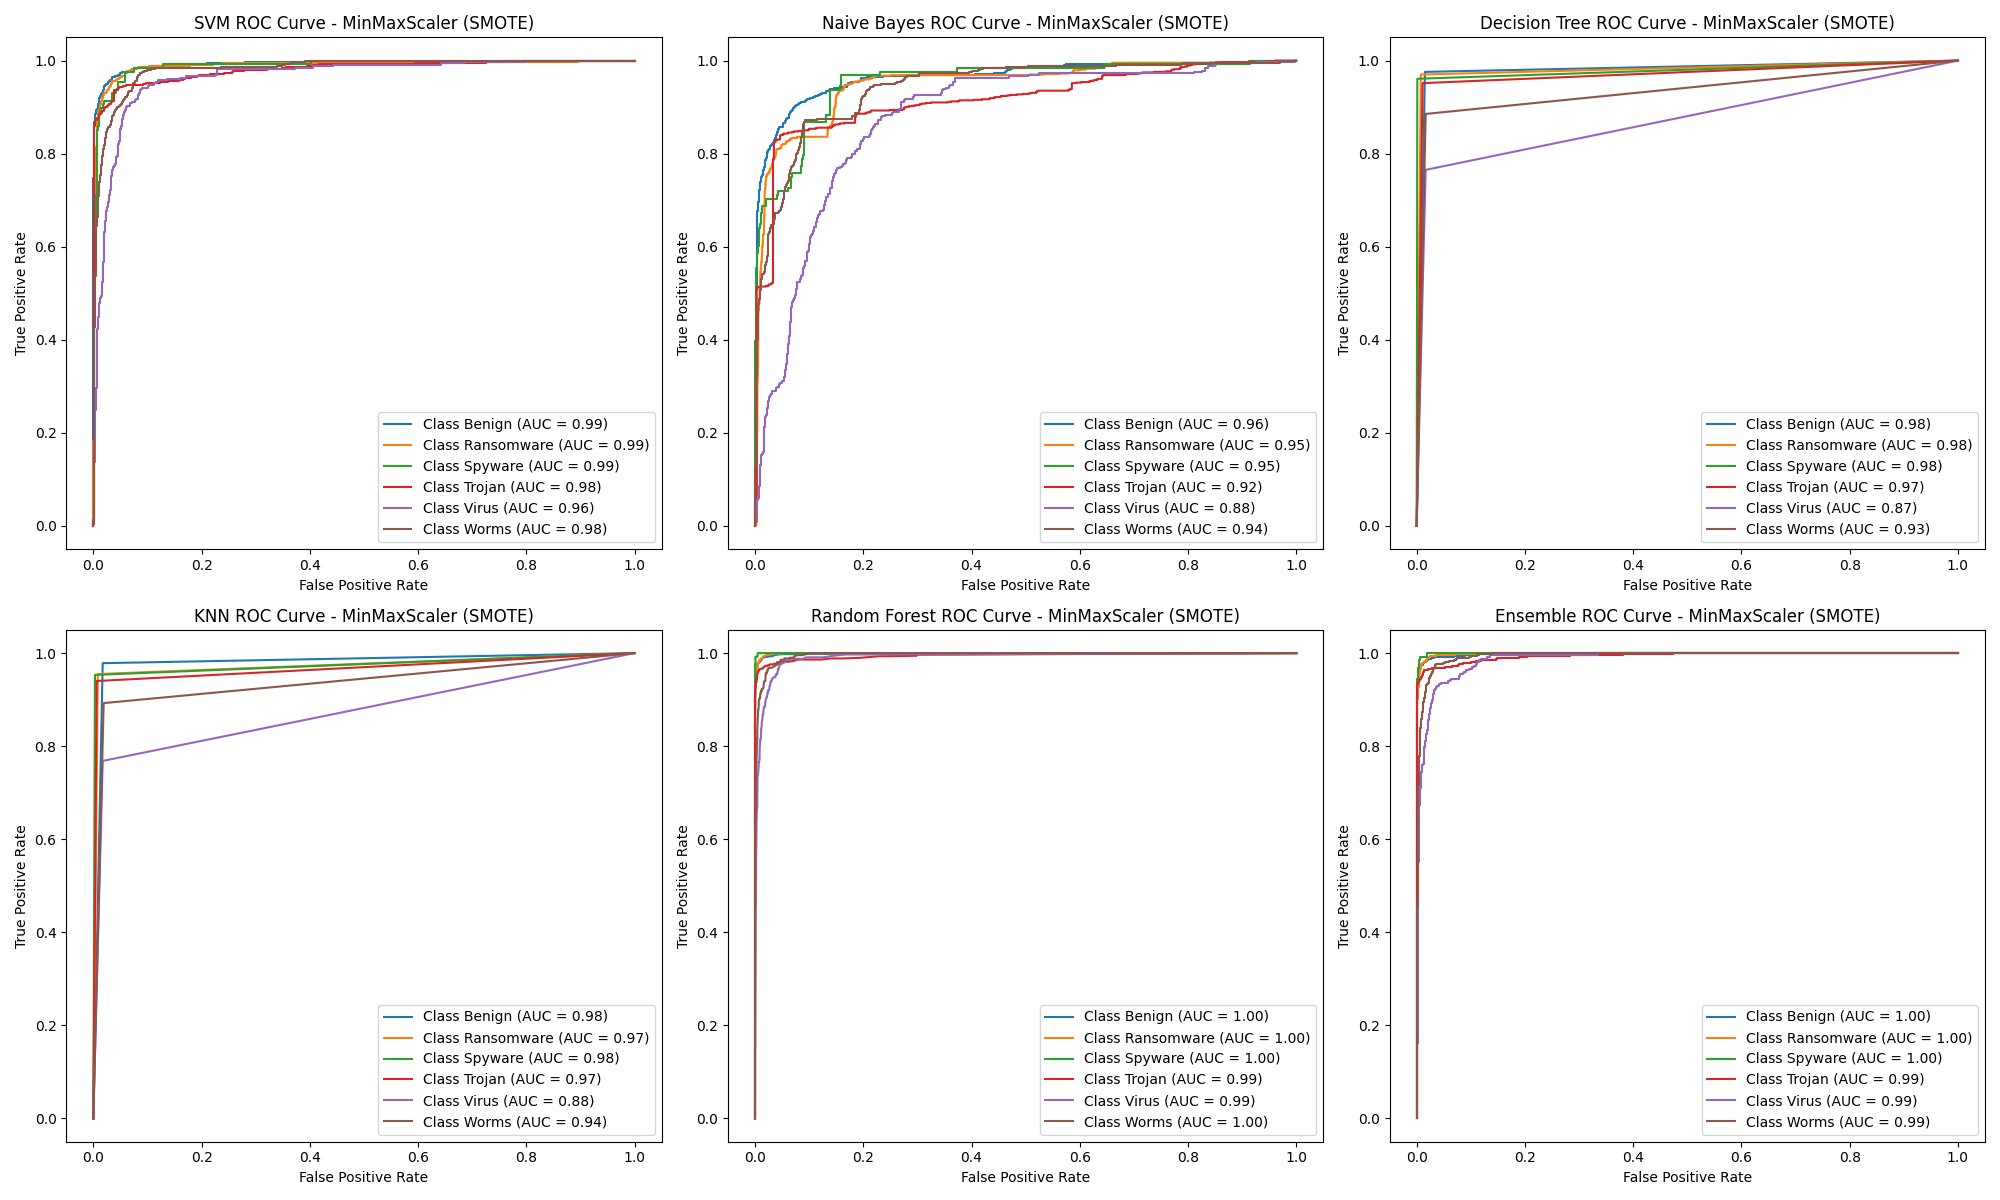 SVM ROC Curve - MinMaxScaler (SMOTE)
True Positive Rate
1.0
0.8
0.6
0.4
0.2
0.0
Class Benign (AUC = 0.99)
Class Ransomware (AUC = 0.99)
Class Spyware (AUC = 0.99)
Class Trojan (AUC = 0.98)
Class Virus (AUC = 0.96)
Class Worms (AUC = 0.98)
0.0 0.2 0.4 0.6 0.8 1.0
False Positive Rate
Naive Bayes ROC Curve - MinMaxScaler (SMOTE)
True Positive Rate
1.0
0.8
0.6
0.4
0.2
0.0
Class Benign (AUC = 0.96)
Class Ransomware (AUC = 0.95)
Class Spyware (AUC = 0.95)
Class Trojan (AUC = 0.92)
Class Virus (AUC = 0.88)
Class Worms (AUC = 0.94)
0.0 0.2 0.4 0.6 0.8 1.0
False Positive Rate
Decision Tree ROC Curve - MinMaxScaler (SMOTE)
True Positive Rate
1.0
0.8
0.6
0.4
0.2
0.0
Class Benign (AUC = 0.98)
Class Ransomware (AUC = 0.98)
Class Spyware (AUC = 0.98)
Class Trojan (AUC = 0.97)
Class Virus (AUC = 0.87)
Class Worms (AUC = 0.93)
0.0 0.2 0.4 0.6 0.8 1.0
False Positive Rate
KNN ROC Curve - MinMaxScaler (SMOTE)
True Positive Rate
1.0
0.8
0.6
0.4
0.2
0.0
Class Benign (AUC = 0.98)
Class Ransomware (AUC = 0.97)
Class Spyware (AUC = 0.98)
Class Trojan (AUC = 0.97)
Class Virus (AUC = 0.88)
Class Worms (AUC = 0.94)
0.0 0.2 0.4 0.6 0.8 1.0
False Positive Rate
Random Forest ROC Curve - MinMaxScaler (SMOTE)
True Positive Rate
1.0
0.8
0.6
0.4
0.2
0.0
Class Benign (AUC = 1.00)
Class Ransomware (AUC = 1.00)
Class Spyware (AUC = 1.00)
Class Trojan (AUC = 0.99)
Class Virus (AUC = 0.99)
Class Worms (AUC = 1.00)
0.0 0.2 0.4 0.6 0.8 1.0
False Positive Rate
Ensemble ROC Curve - MinMaxScaler (SMOTE)
True Positive Rate
1.0
0.8
0.6
0.4
0.2
0.0
Class Benign (AUC = 1.00)
Class Ransomware (AUC = 1.00)
Class Spyware (AUC = 1.00)
Class Trojan (AUC = 0.99)
Class Virus (AUC = 0.99)
Class Worms (AUC = 0.99)
0.0 0.2 0.4 0.6 0.8 1.0
False Positive Rate